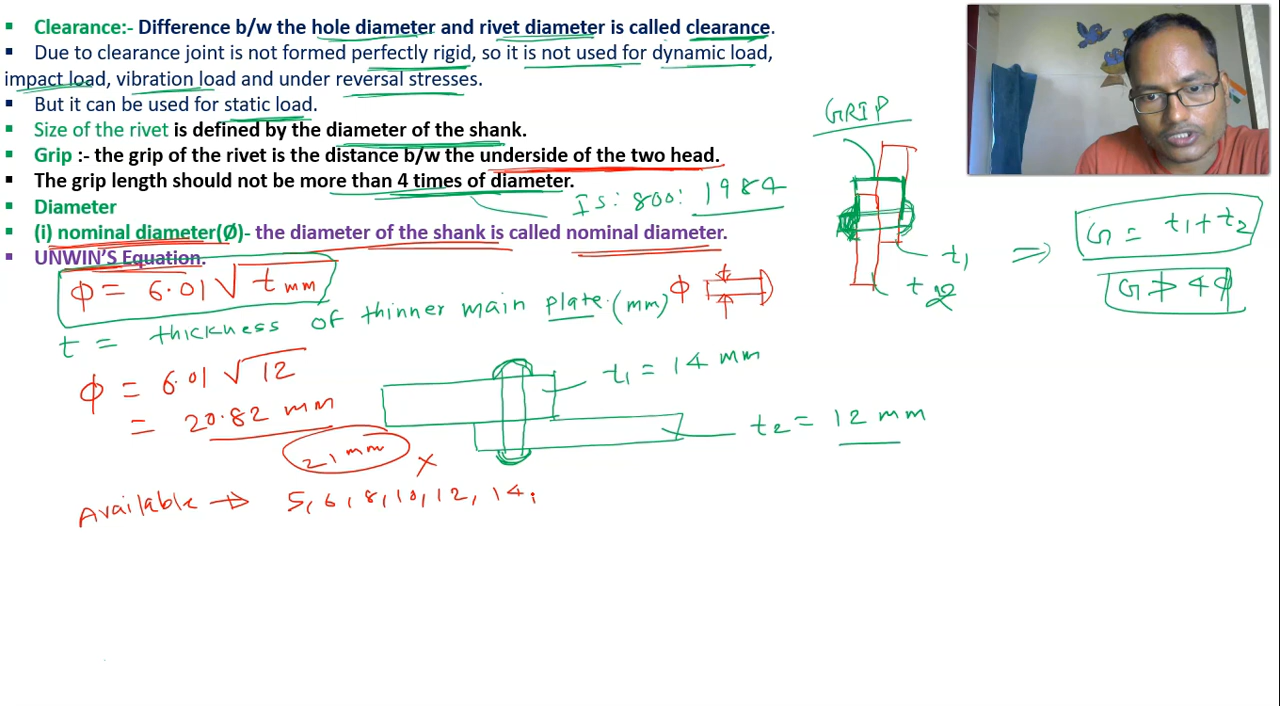 ▪ Clearance:- Difference b/w the hole diameter and rivet diameter is called clearance.
▪ Due to clearance joint is not formed perfectly rigid, so it is not used for dynamic load,
impact load, vibration load and under reversal stresses.
▪ But it can be used for static load.
▪ Size of the rivet is defined by the diameter of the shank.
▪ Grip :- the grip of the rivet is the distance b/w the underside of the two head.
▪ The grip length should not be more than 4 times of diameter.
IS: 800: 1984
▪ Diameter
▪ (i) nominal diameter(Ø)- the diameter of the shank is called nominal diameter.
▪ UNWIN'S Equation.
GRIP
t1
t2
⇒ G = t1 + t2
G ≯ 4ϕ
ϕ = 6.01 √t mm
ϕ
t = thickness of thinner main plate. (mm)
ϕ = 6.01 √12
= 20.82 mm
21 mm ×
t1 = 14 mm
t2 = 12 mm
Available → 5, 6, 8, 10, 12, 14,